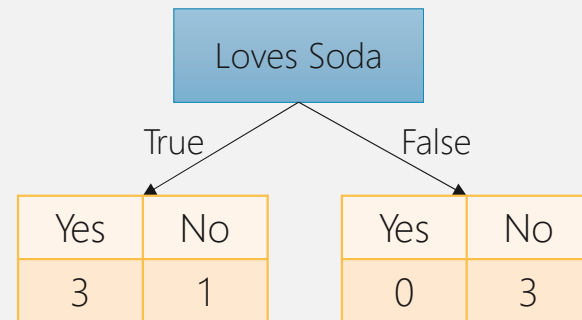 Loves Soda
True False
Yes No Yes No
3 1 0 3